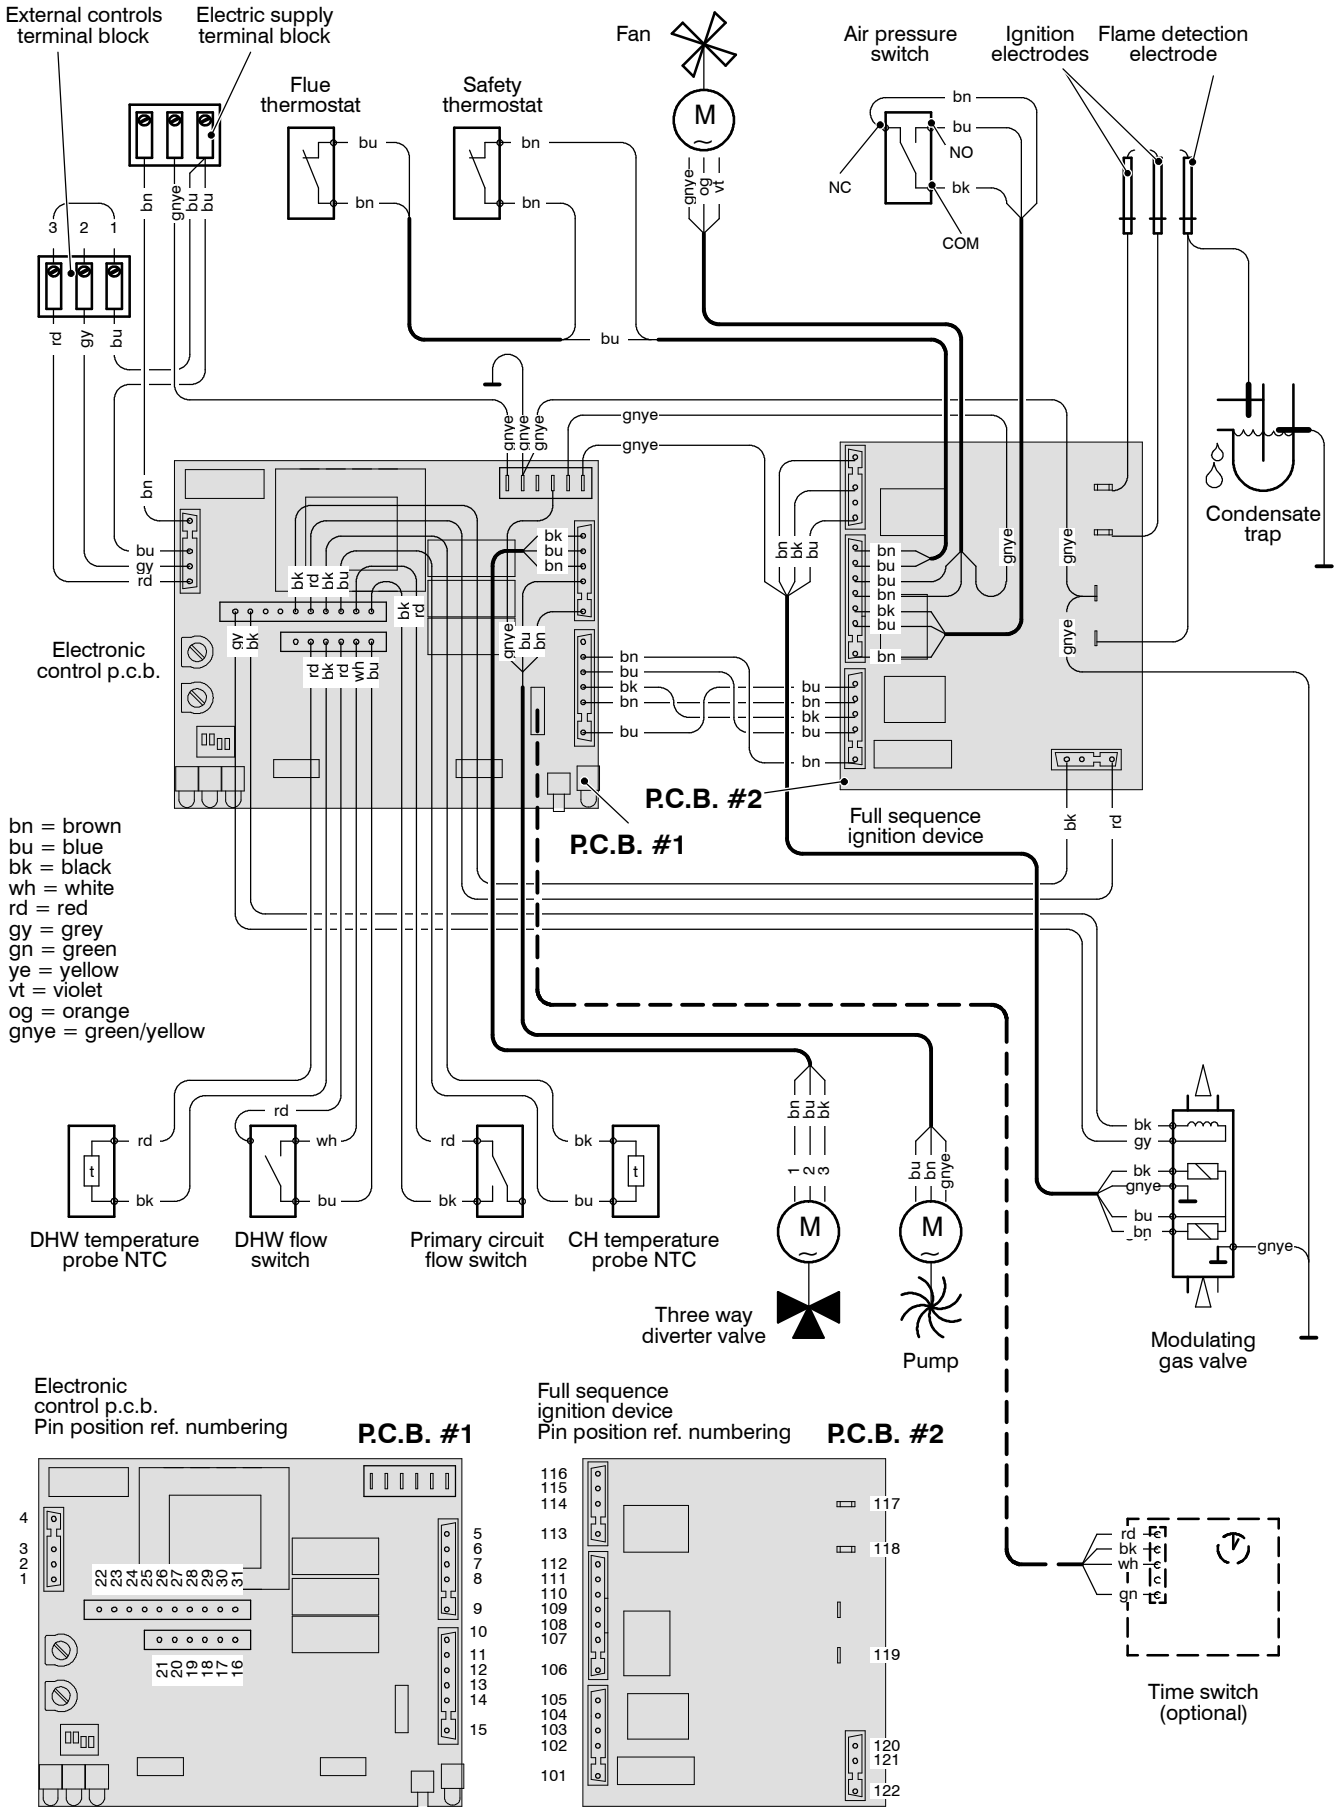 External controls
terminal block
Electric supply
terminal block
Flue
thermostat
Safety
thermostat
Fan
Air pressure
switch
Ignition
electrodes
Flame detection
electrode
M
~
bu
bn
bn
bn
bn
bu
NO
NC
bk
COM
gnye
og
vt
bn
gnye
bu
bu
3
2
1
rd
gy
bu
bu
gnye
gnye
gnye
gnye
gnye
bn
bu
gy
rd
bk
rd
bk
bu
bk
rd
gy
bk
rd
bk
rd
wh
bu
bk
bu
bn
gnye
bu
bn
bn
bu
bk
bn
bu
bn
bk
bu
bn
bu
bu
bn
bk
bu
bn
bu
bn
bk
bu
bn
gnye
gnye
gnye
Condensate
trap
Electronic
control p.c.b.
P.C.B. #2
P.C.B. #1
Full sequence
ignition device
bk
rd
bn = brown
bu = blue
bk = black
wh = white
rd = red
gy = grey
gn = green
ye = yellow
vt = violet
og = orange
gnye = green/yellow
rd
t
bk
DHW temperature
probe NTC
rd
wh
bu
DHW flow
switch
rd
bk
Primary circuit
flow switch
bk
t
bu
CH temperature
probe NTC
bn
bu
bk
1
2
3
M
~
Three way
diverter valve
bu
bn
gnye
M
~
Pump
bk
gy
bk
gnye
bu
bn
gnye
Modulating
gas valve
Electronic
control p.c.b.
Pin position ref. numbering
P.C.B. #1
4
3
2
1
22
23
24
25
26
27
28
29
30
31
21
20
19
18
17
16
5
6
7
8
9
10
11
12
13
14
15
Full sequence
ignition device
Pin position ref. numbering
P.C.B. #2
116
115
114
113
112
111
110
109
108
107
106
105
104
103
102
101
117
118
119
120
121
122
rd
bk
wh
gn
Time switch
(optional)